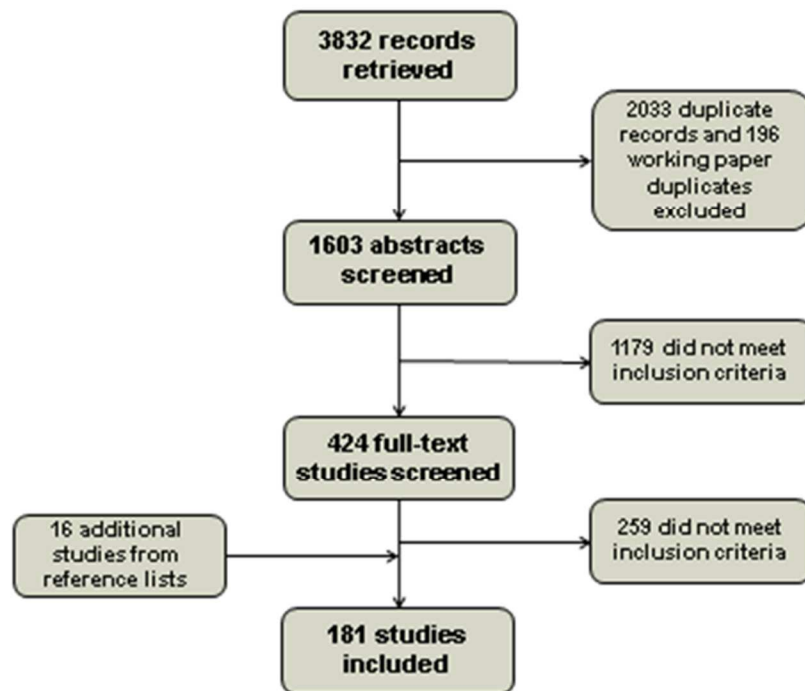 3832 records
retrieved
2033 duplicate
records and 196
working paper
duplicates
excluded
1603 abstracts
screened
1179 did not meet
inclusion criteria
424 full-text
studies screened
16 additional
studies from
reference lists
259 did not meet
inclusion criteria
181 studies
included